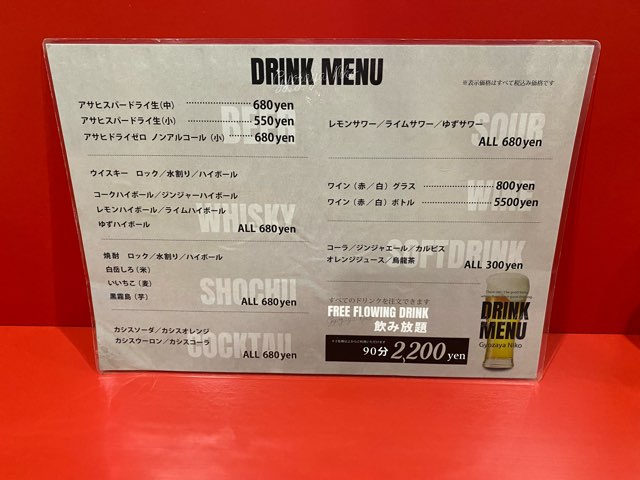 DRINK MENU
※表示価格はすべて税込み価格です
BEER
アサヒスーパードライ生(中) 680yen
アサヒスーパードライ生(小) 550yen
アサヒドライゼロ ノンアルコール(小) 680yen
WHISKY
ウイスキー ロック/水割り/ハイボール
コークハイボール/ジンジャーハイボール
レモンハイボール/ライムハイボール
ゆずハイボール
ALL 680yen
SHOCHU
焼酎 ロック/水割り/ハイボール
白岳しろ(米)
いいちこ(麦)
黒霧島(芋)
ALL 680yen
COCKTAIL
カシスソーダ/カシスオレンジ
カシスウーロン/カシスコーラ
ALL 680yen
SOUR
レモンサワー/ライムサワー/ゆずサワー
ALL 680yen
WINE
ワイン(赤/白)グラス 800yen
ワイン(赤/白)ボトル 5500yen
SOFTDRINK
コーラ/ジンジャエール/カルピス
オレンジジュース/烏龍茶
ALL 300yen
すべてのドリンクを注文できます
FREE FLOWING DRINK
飲み放題
90分 2,200 yen
DRINK
MENU
Gyozaya Niko